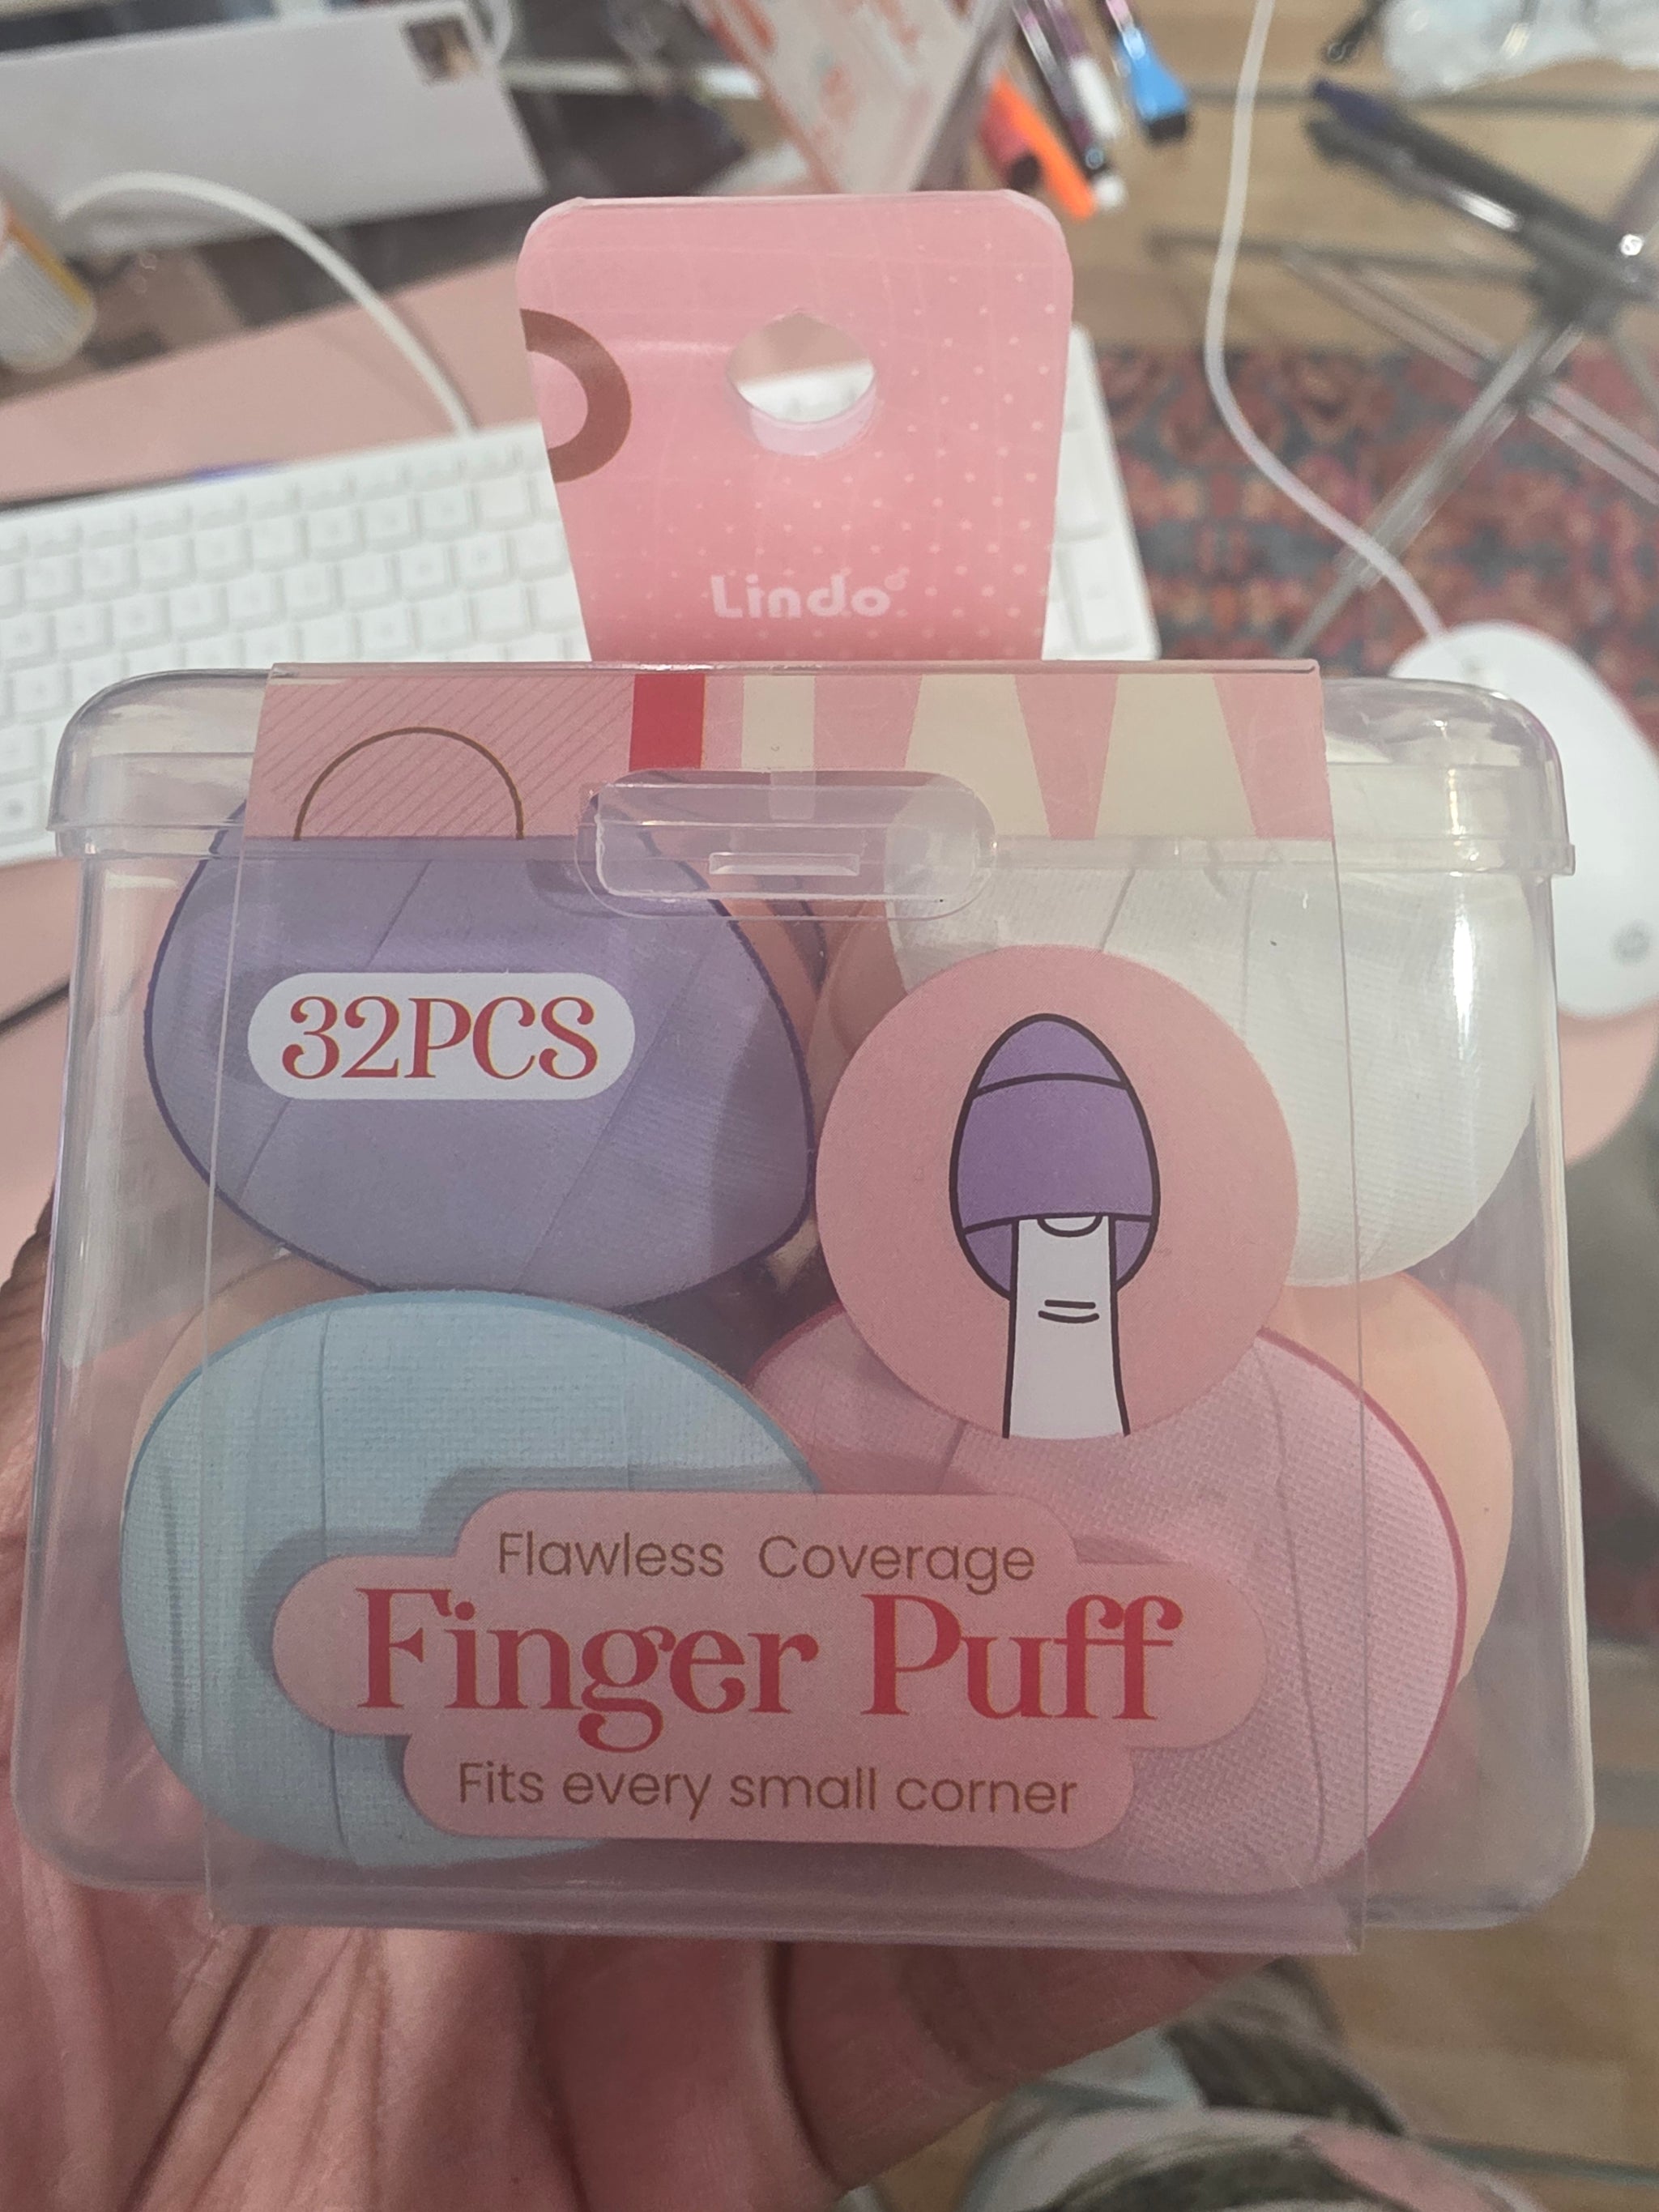 Lindo
32PCS
Flawless Coverage
Finger Puff
Fits every small corner